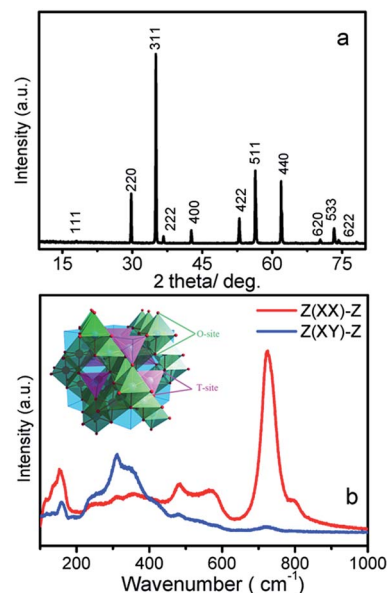 a
Intensity (a.u.)
111
220
311
222
400
422
511
440
620
533
622
15 30 45 60 75
2 theta/ deg.
Z(XX)-Z
Z(XY)-Z
O-site
T-site
Intensity (a.u.)
b
200 400 600 800 1000
Wavenumber ( cm⁻¹)